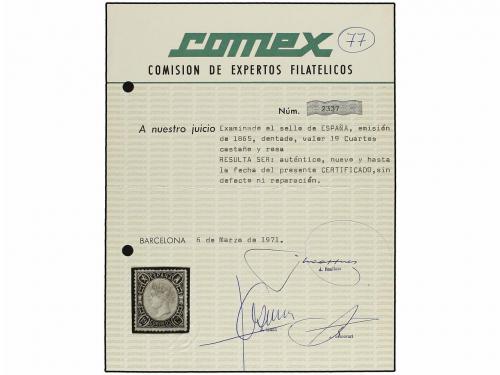 comex
77
COMISION DE EXPERTOS FILATELICOS
Núm. 2337
A nuestro juicio Examinado el sello de ESPAÑA, emisión
de 1865, dentado, valor 19 Cuartos
castaño y rosa
RESULTA SER: auténtico, nuevo y hasta
la fecha del presente CERTIFICADO,sin
defecto ni reparación.
BARCELONA 6 de Marzo de 1971.
ESPAÑA